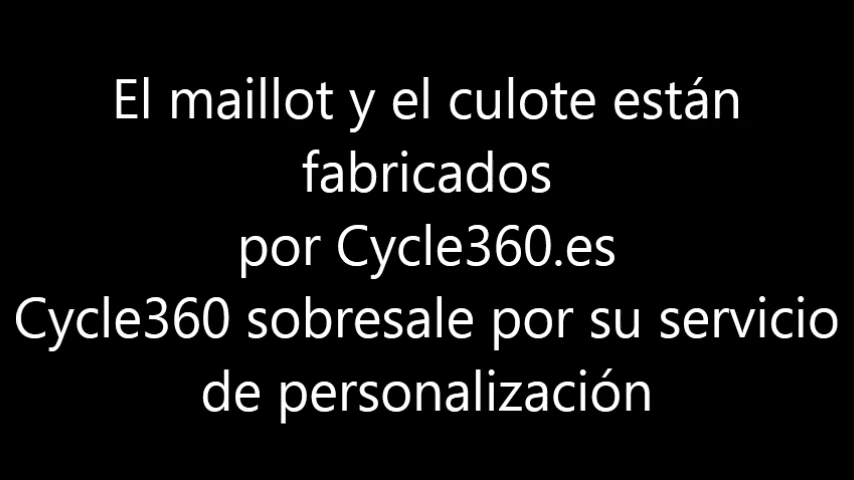 El maillot y el culote están
fabricados
por Cycle360.es
Cycle360 sobresale por su servicio
de personalización